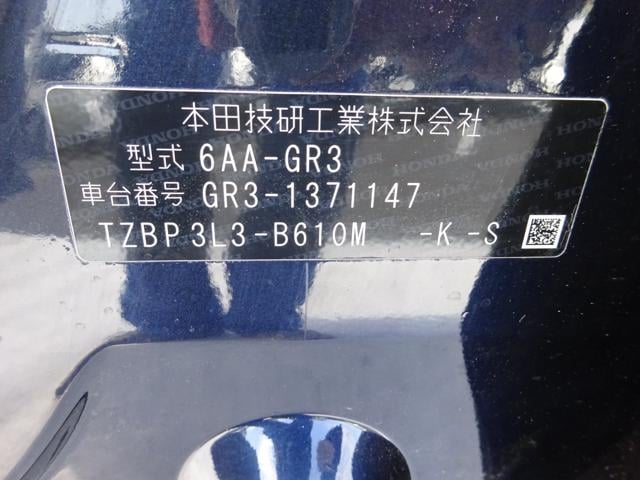 本田技研工業株式会社
型式 6AA-GR3
車台番号 GR3-1371147
TZBP 3L3-B610M -K -S